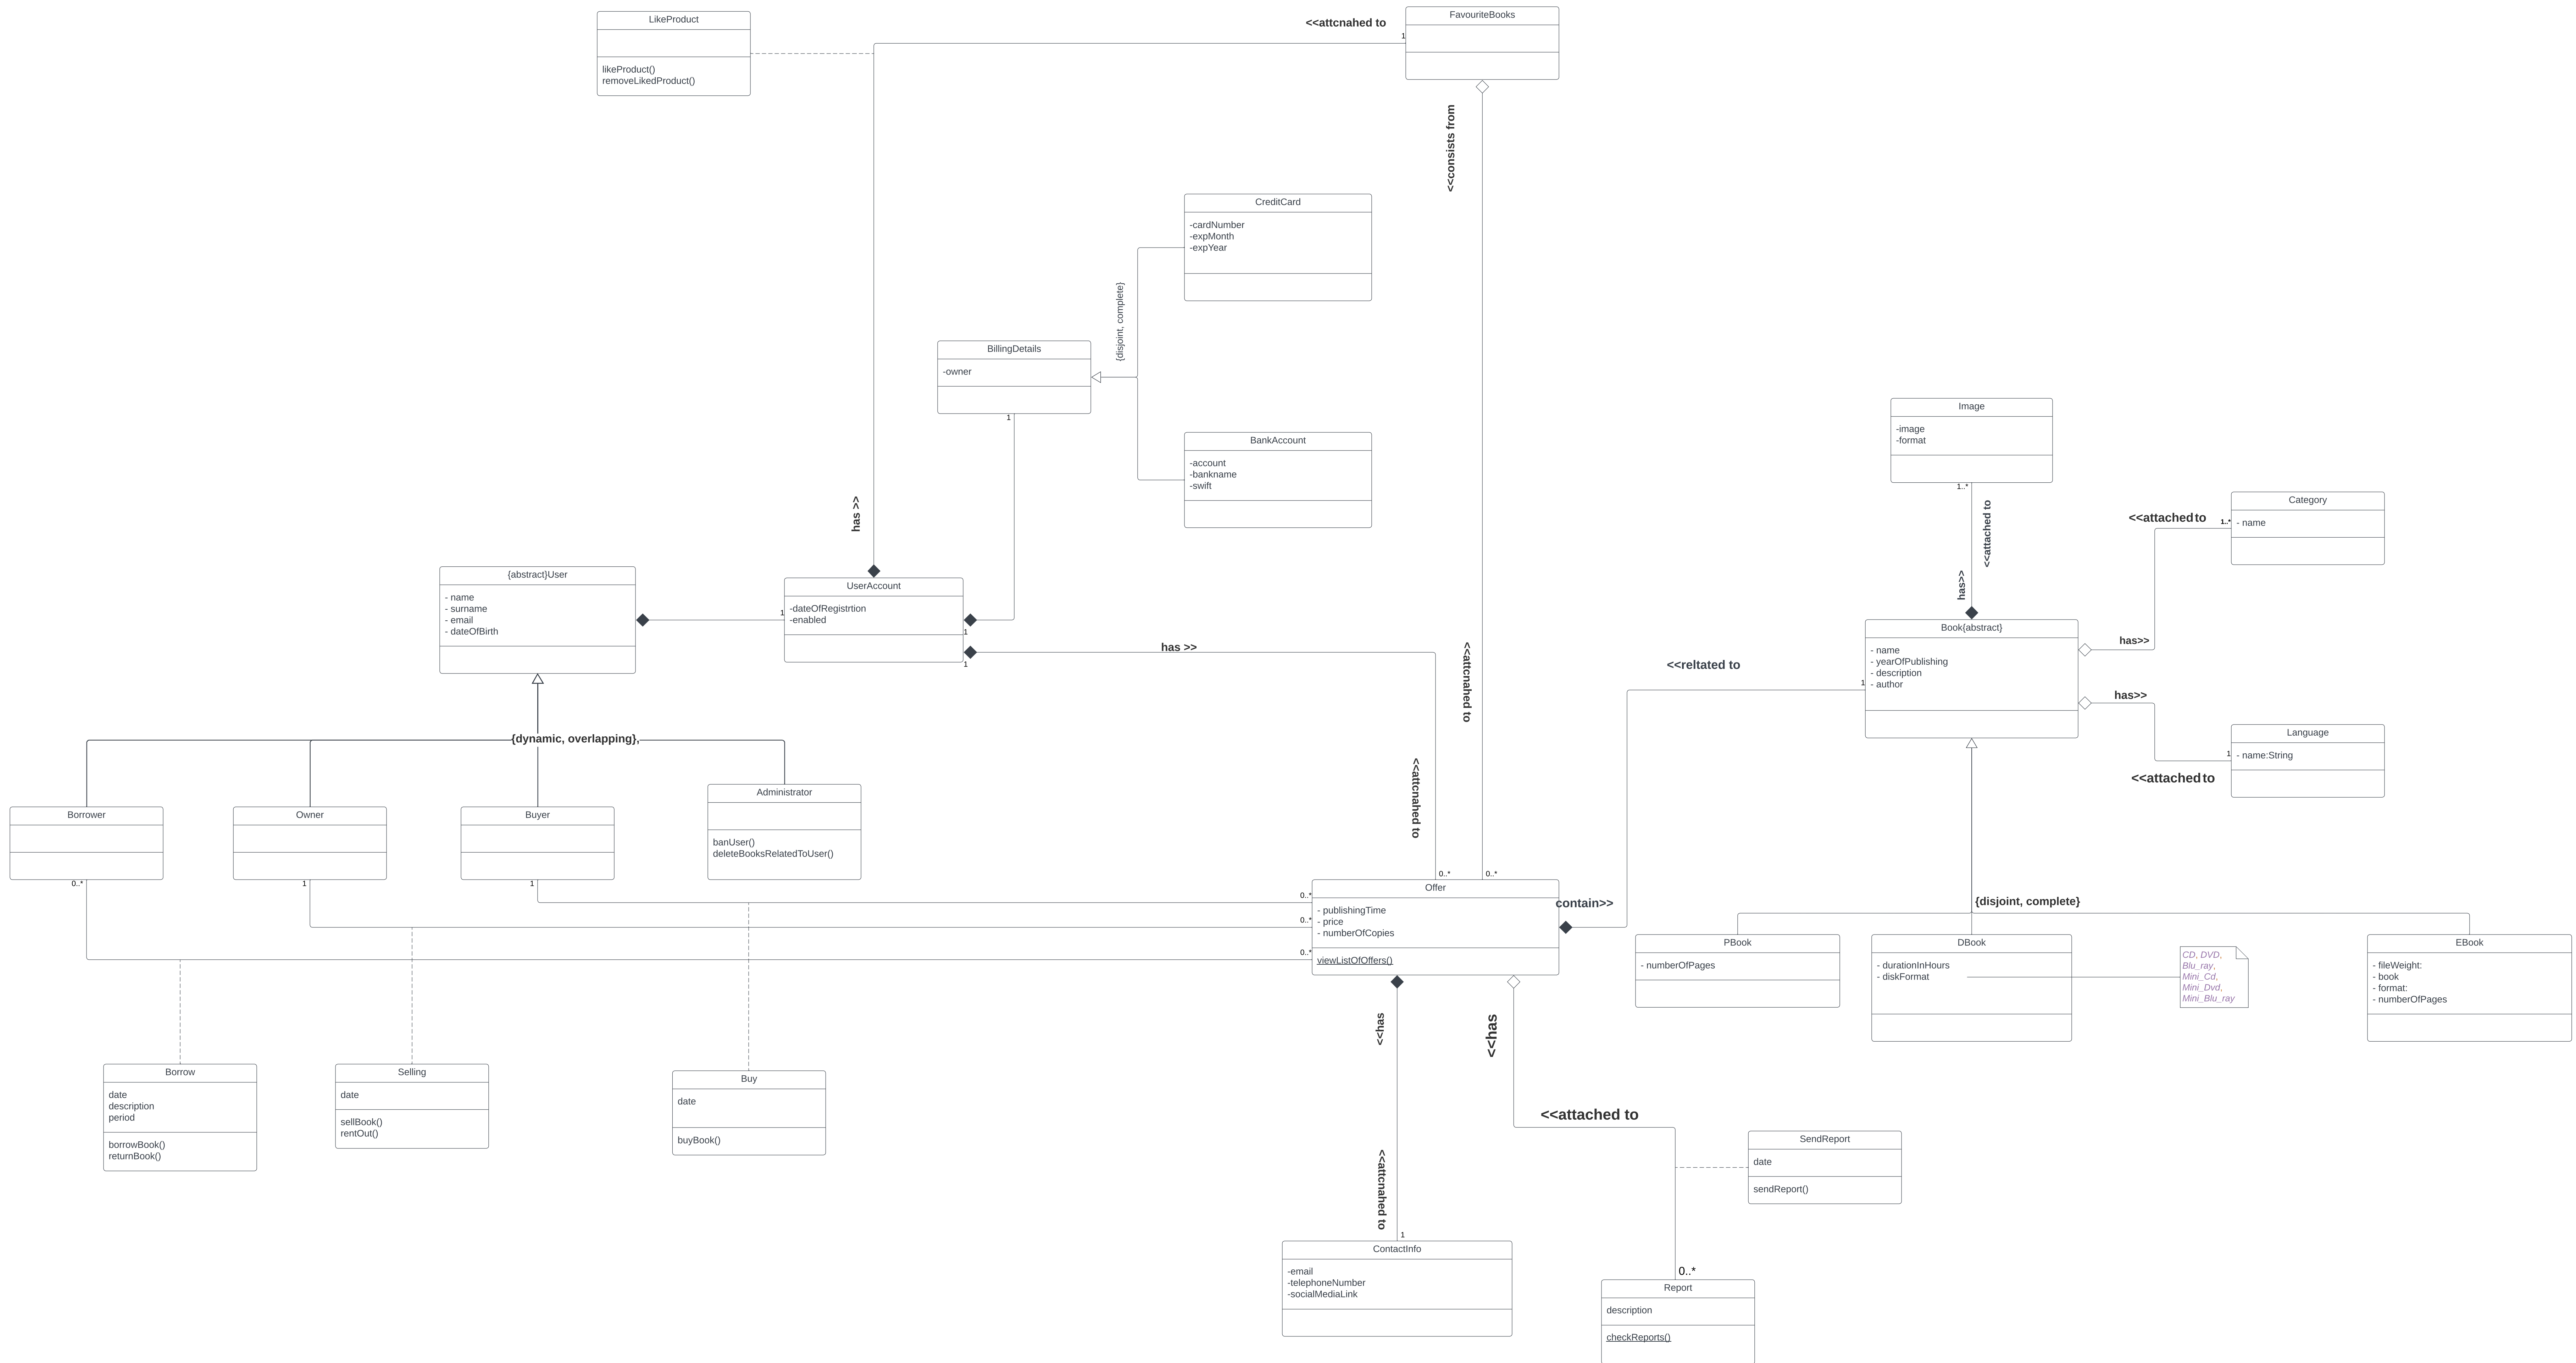 LikeProduct
likeProduct()
removeLikedProduct()
<<attcnahed to
1
FavouriteBooks
<<consists from
CreditCard
-cardNumber
-expMonth
-expYear
{disjoint, complete}
BillingDetails
-owner
1
BankAccount
-account
-bankname
-swift
has >>
{abstract}User
- name
- surname
- email
- dateOfBirth
1
UserAccount
-dateOfRegistrtion
-enabled
1
1
has >>
<<attcnahed to
<<attcnahed to
Image
-image
-format
1..*
<<attached to
has>>
Category
- name
<<attached to
1..*
has>>
Book{abstract}
- name
- yearOfPublishing
- description
- author
<<reltated to
1
has>>
Language
- name:String
1
<<attached to
{dynamic, overlapping},
Borrower
0..*
Owner
1
Buyer
1
Administrator
banUser()
deleteBooksRelatedToUser()
0..*
0..*
0..*
0..*
0..*
Offer
- publishingTime
- price
- numberOfCopies
viewListOfOffers()
contain>>
{disjoint, complete}
PBook
- numberOfPages
DBook
- durationInHours
- diskFormat
CD, DVD,
Blu_ray,
Mini_Cd,
Mini_Dvd,
Mini_Blu_ray
EBook
- fileWeight:
- book
- format:
- numberOfPages
Borrow
date
description
period
borrowBook()
returnBook()
Selling
date
sellBook()
rentOut()
Buy
date
buyBook()
<<has
<<has
<<attached to
<<attcnahed to
SendReport
date
sendReport()
1
ContactInfo
-email
-telephoneNumber
-socialMediaLink
0..*
Report
description
checkReports()